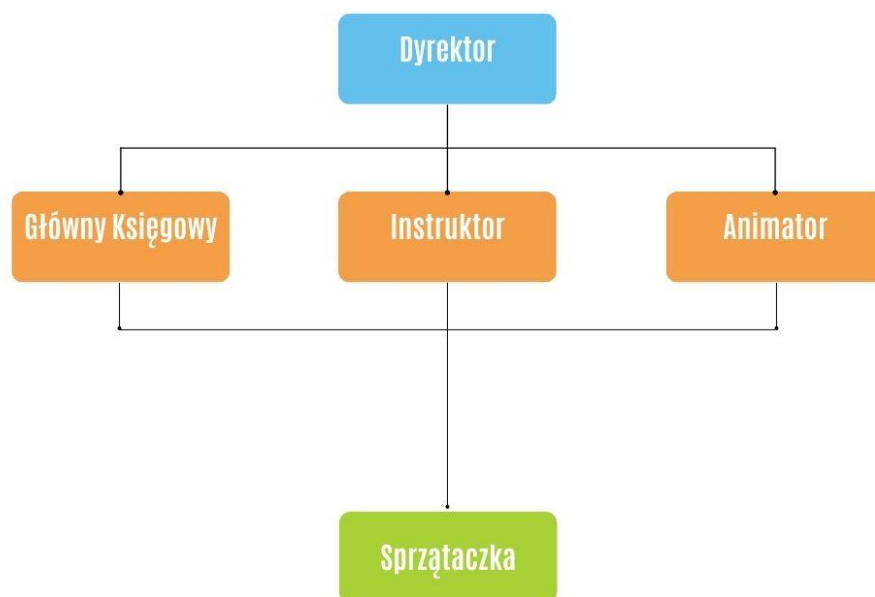 Dyrektor
Główny Księgowy
Instruktor
Animator
Sprzątaczka